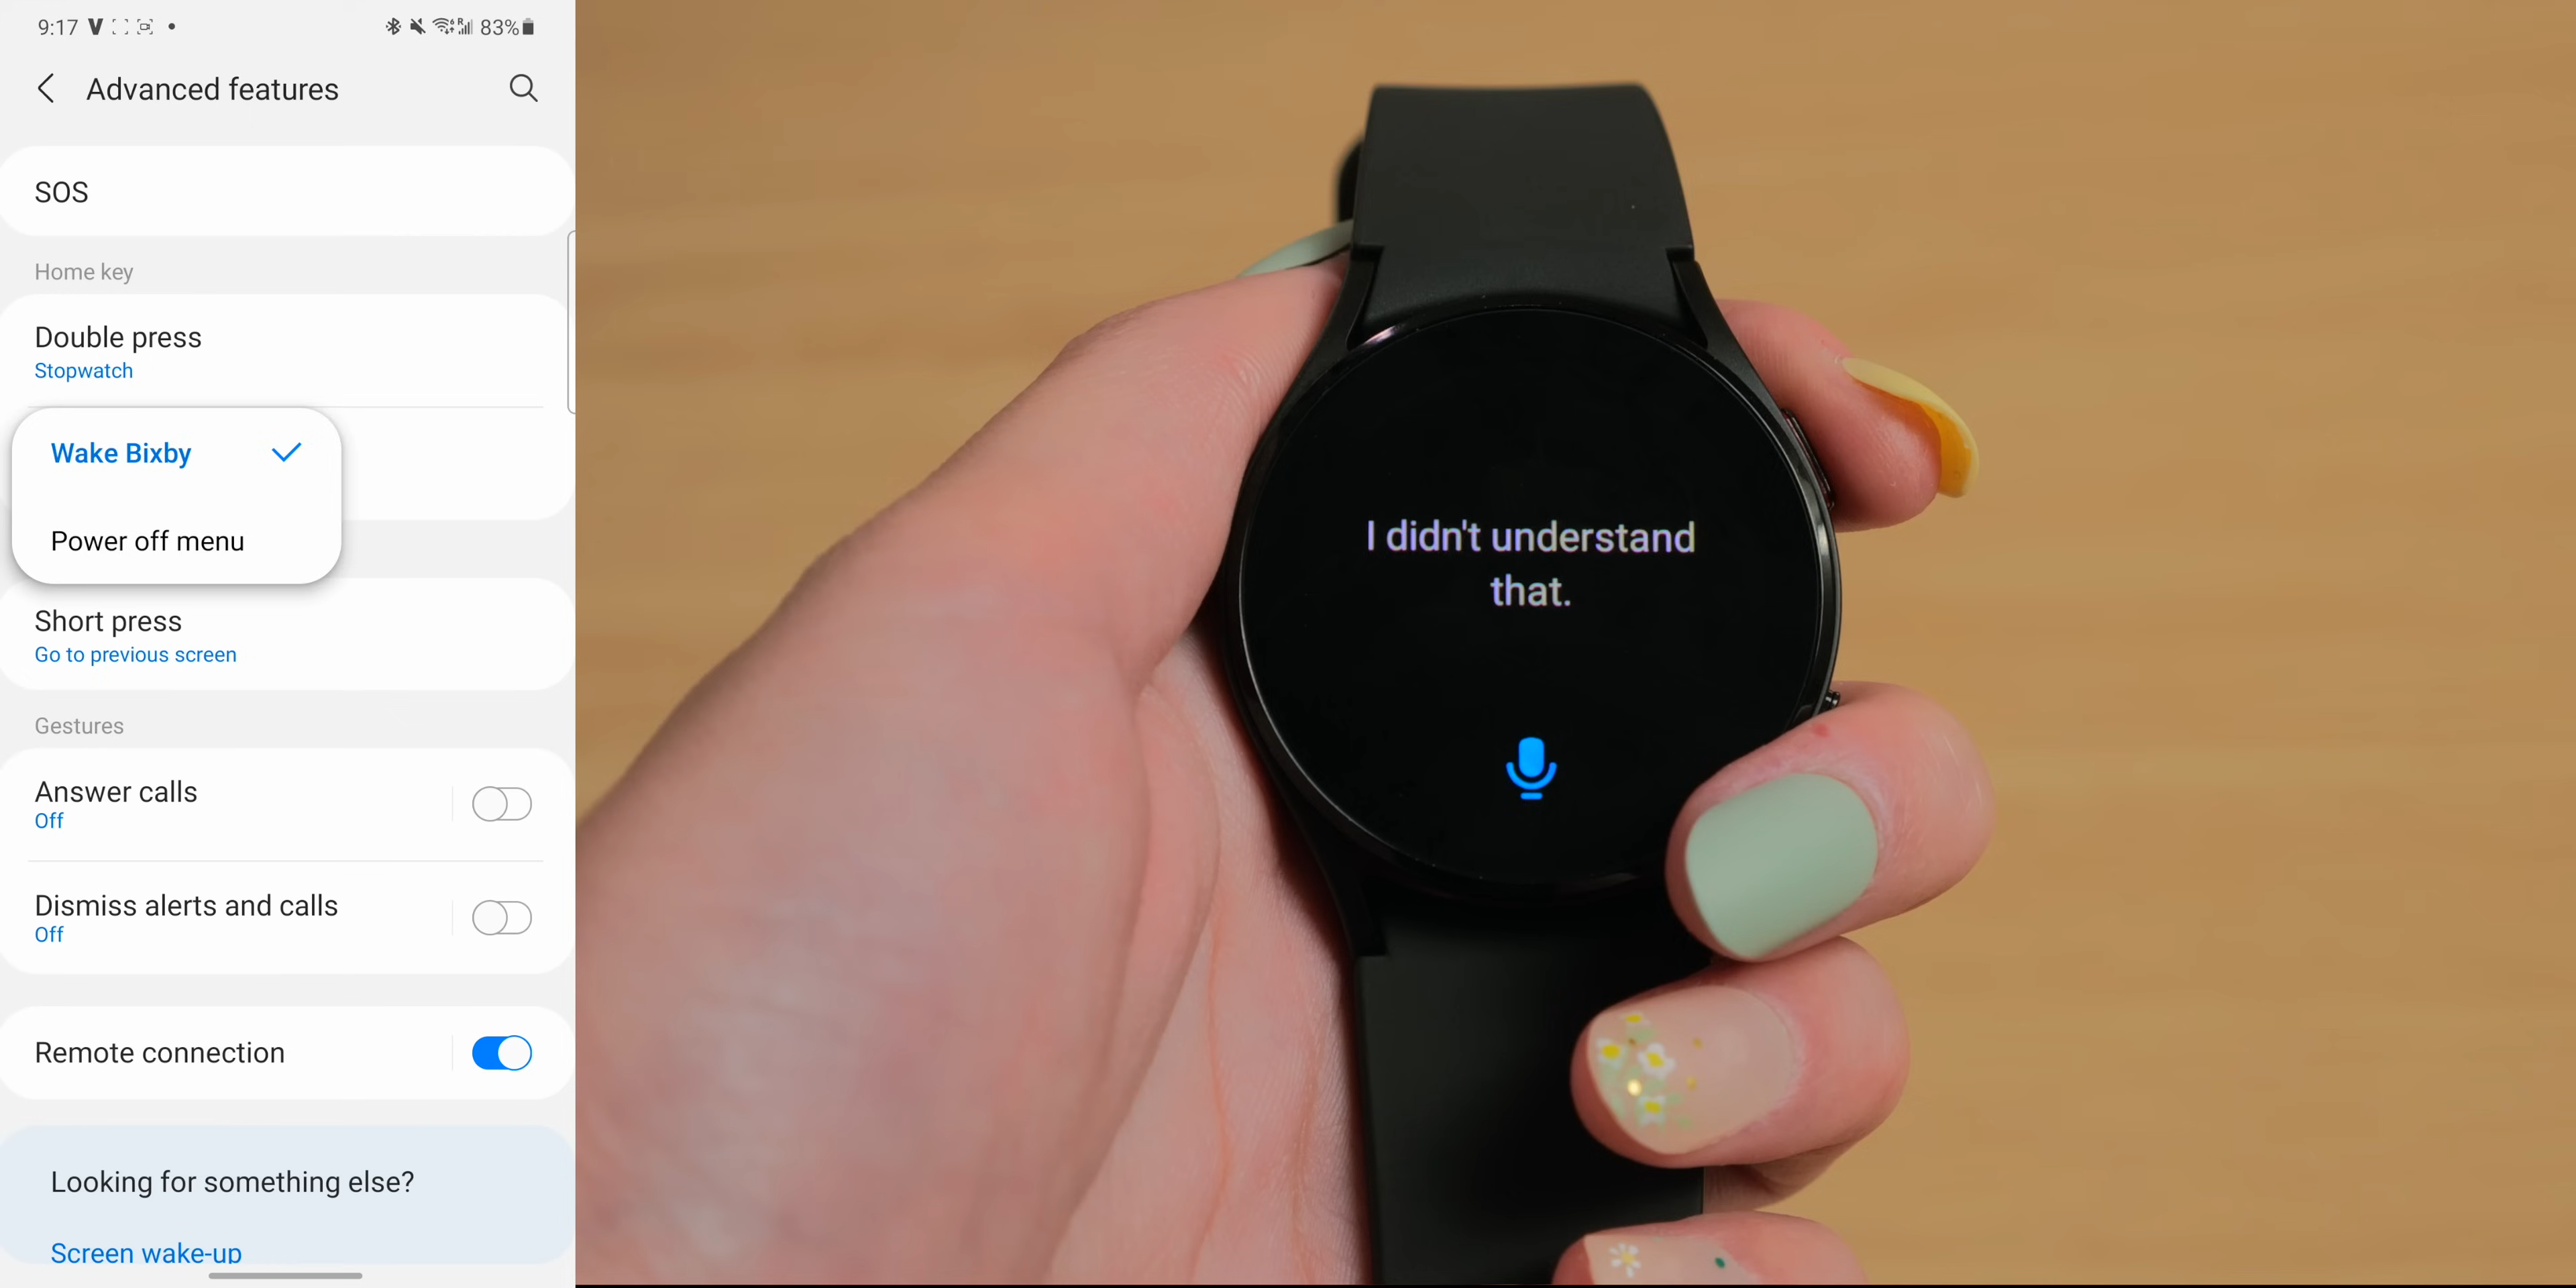 9:17
83%
Advanced features
SOS
Home key
Double press
Stopwatch
Wake Bixby
Power off menu
Short press
Go to previous screen
Gestures
Answer calls
Off
Dismiss alerts and calls
Off
Remote connection
Looking for something else?
Screen wake-up
I didn't understand
that.